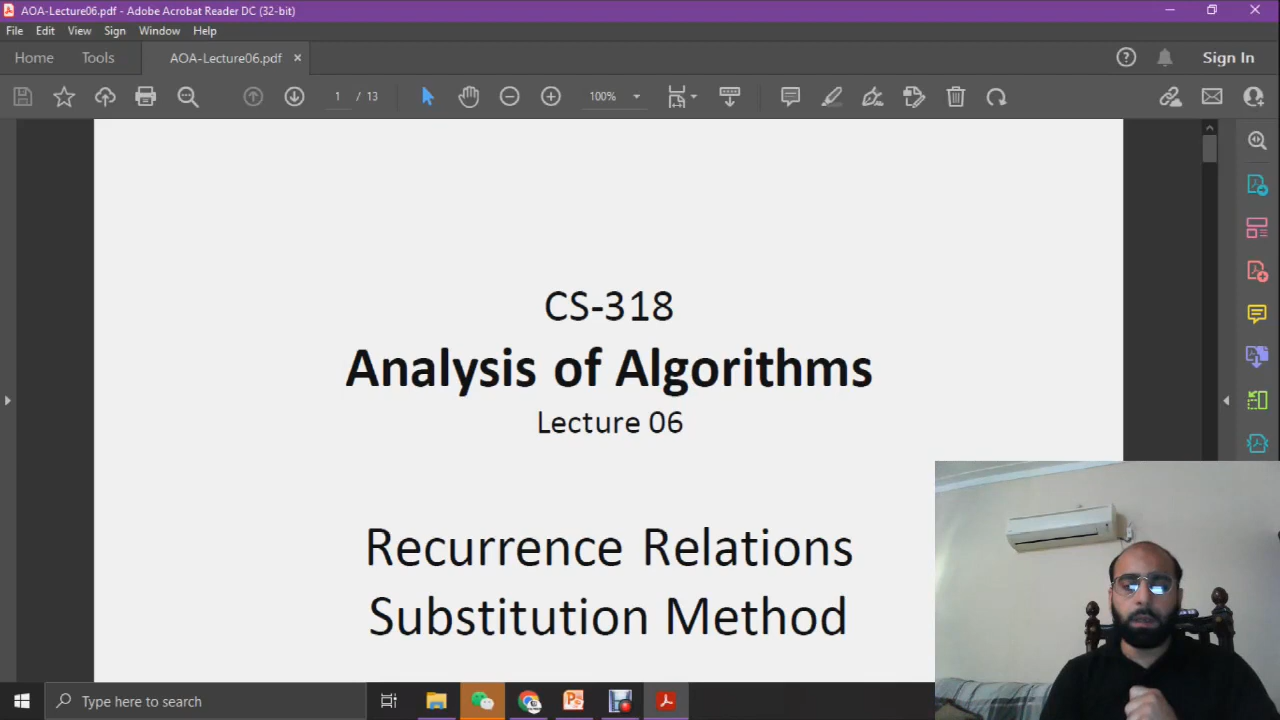 AOA-Lecture06.pdf - Adobe Acrobat Reader DC (32-bit)
File Edit View Sign Window Help
Home Tools AOA-Lecture06.pdf × Sign In
1 / 13 100%
CS-318
Analysis of Algorithms
Lecture 06
Recurrence Relations
Substitution Method
Type here to search